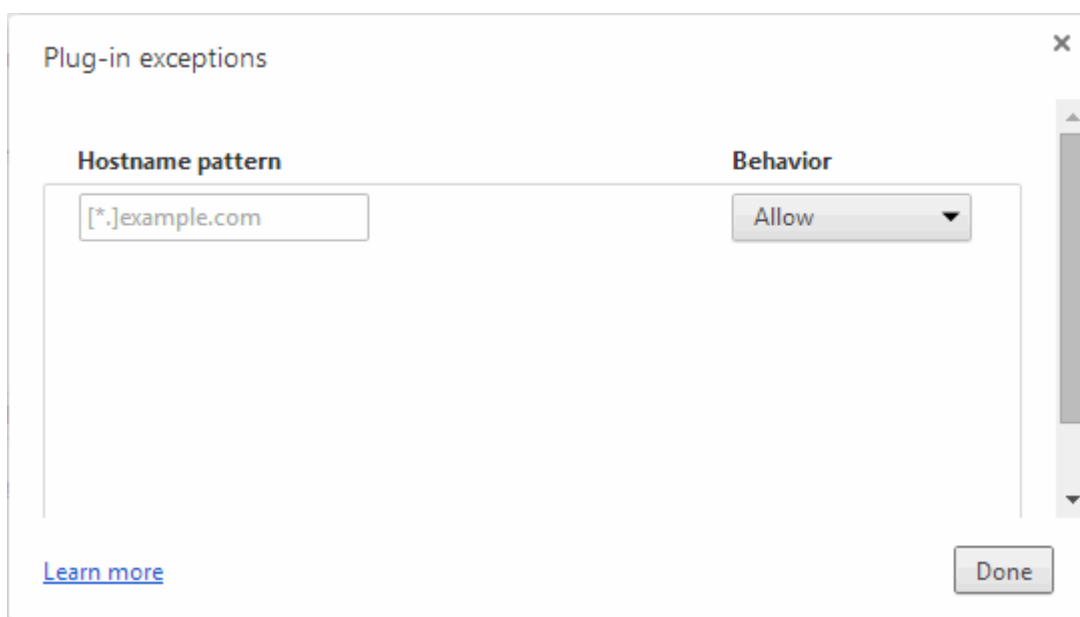 Plug-in exceptions
Hostname pattern Behavior
[*.]example.com Allow
Learn more Done